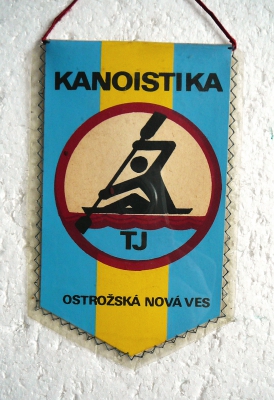 KANOISTIKA
TJ
OSTROŽSKÁ NOVÁ VES